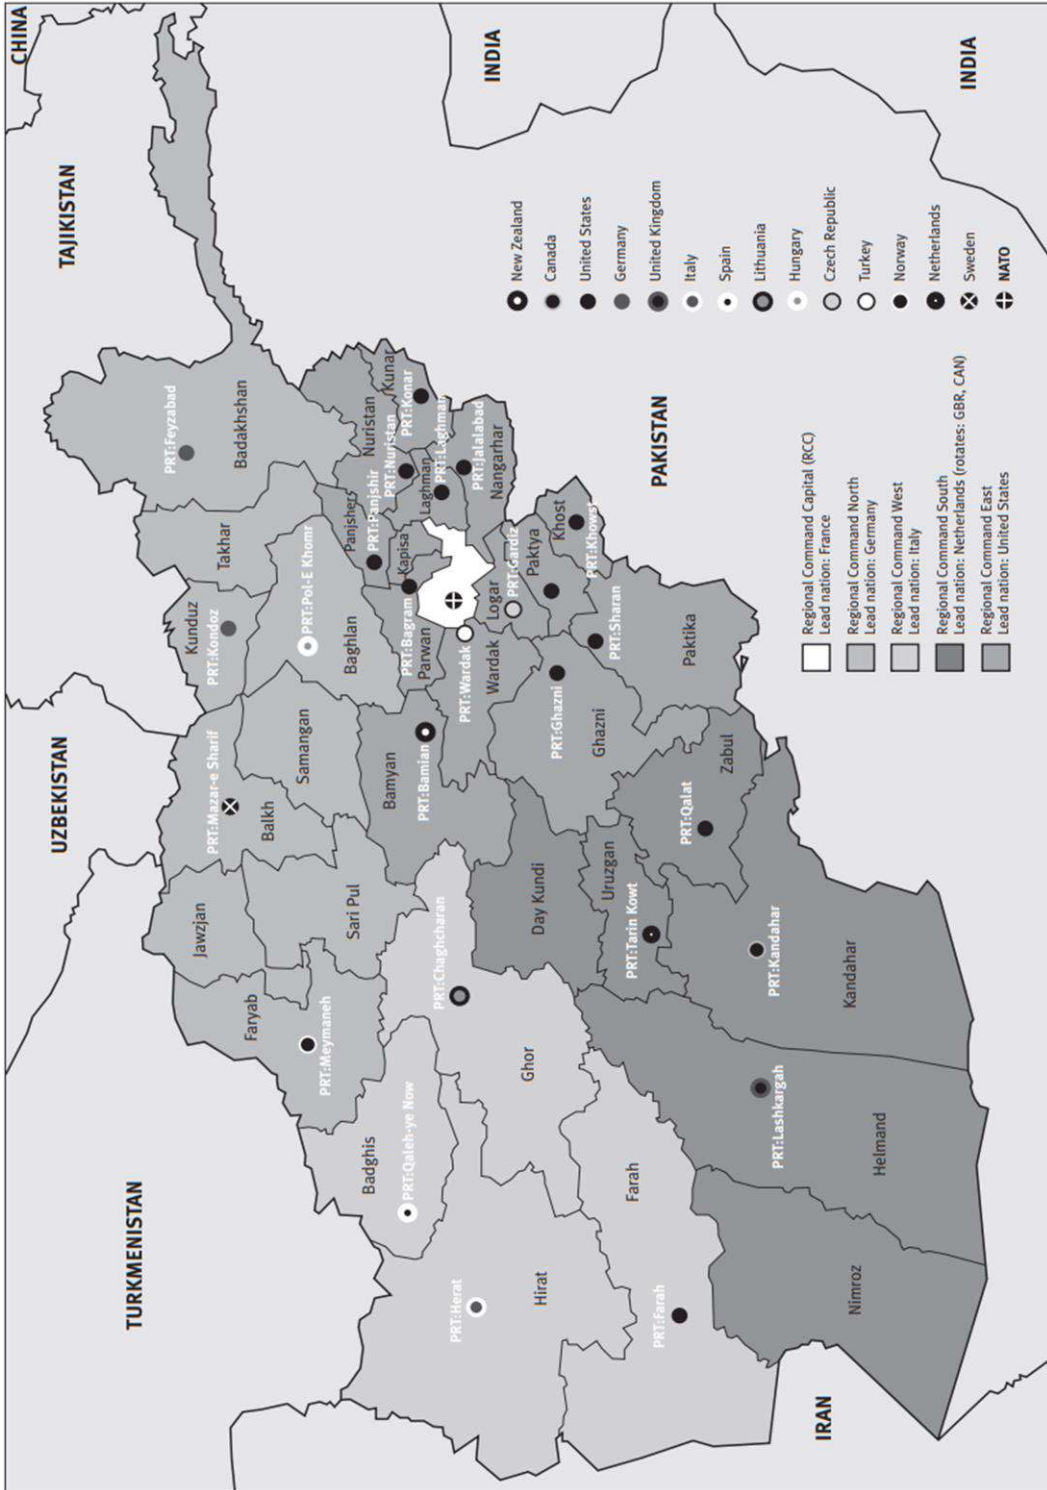 CHINA
TAJIKISTAN
UZBEKISTAN
TURKMENISTAN
INDIA
INDIA
PAKISTAN
IRAN
PRT:Feyzabad
Badakhshan
Takhar
Kunduz
PRT:Kondoz
PRT:Pol-E Khomr
Baghlan
PRT:Mazar-e Sharif
Balkh
Samangan
Jawzjan
Sari Pul
Faryab
PRT:Meymaneh
Badghis
PRT:Qaleh-ye Now
PRT:Herat
Hirat
PRT:Chaghcharan
Ghor
Farah
PRT:Farah
Nuristan
PRT:Nuristan
Kunar
PRT:Konar
Panjsher
PRT:Panjshir
Laghman
PRT:Laghman
PRT:Jalalabad
Nangarhar
Kapisa
PRT:Bagram
Parwan
Bamyan
PRT:Bamian
PRT:Wardak
Wardak
Logar
PRT:Gardiz
Paktya
Khost
PRT:Khowst
PRT:Sharan
Paktika
PRT:Ghazni
Ghazni
Day Kundi
Uruzgan
PRT:Tarin Kowt
Zabul
PRT:Qalat
PRT:Kandahar
Kandahar
PRT:Lashkargah
Helmand
Nimroz
New Zealand
Canada
United States
Germany
United Kingdom
Italy
Spain
Lithuania
Hungary
Czech Republic
Turkey
Norway
Netherlands
Sweden
NATO
Regional Command Capital (RCC)
Lead nation: France
Regional Command North
Lead nation: Germany
Regional Command West
Lead nation: Italy
Regional Command South
Lead nation: Netherlands (rotates: GBR, CAN)
Regional Command East
Lead nation: United States